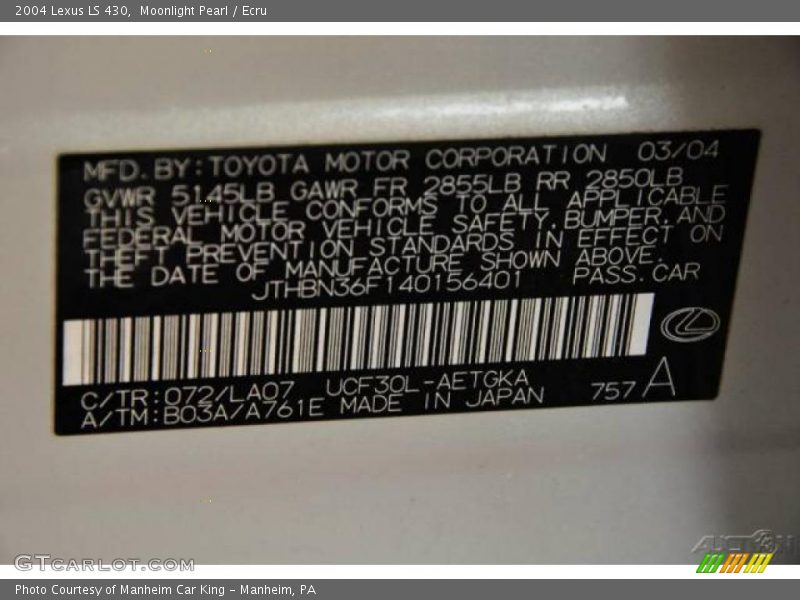 2004 Lexus LS 430,  Moonlight Pearl / Ecru
MFD. BY: TOYOTA MOTOR CORPORATION 03/04
GVWR 5145LB GAWR FR 2855LB RR 2850LB
THIS VEHICLE CONFORMS TO ALL APPLICABLE
FEDERAL MOTOR VEHICLE SAFETY, BUMPER, AND
THEFT PREVENTION STANDARDS IN EFFECT ON
THE DATE OF MANUFACTURE SHOWN ABOVE.
JTHBN36F140156401 PASS. CAR
C/TR: 072/LA07 UCF30L-AETGKA
A/TM: B03A/A761E MADE IN JAPAN 757 A
GTCARLOT.COM
AUCTION
Photo Courtesy of Manheim Car King - Manheim, PA